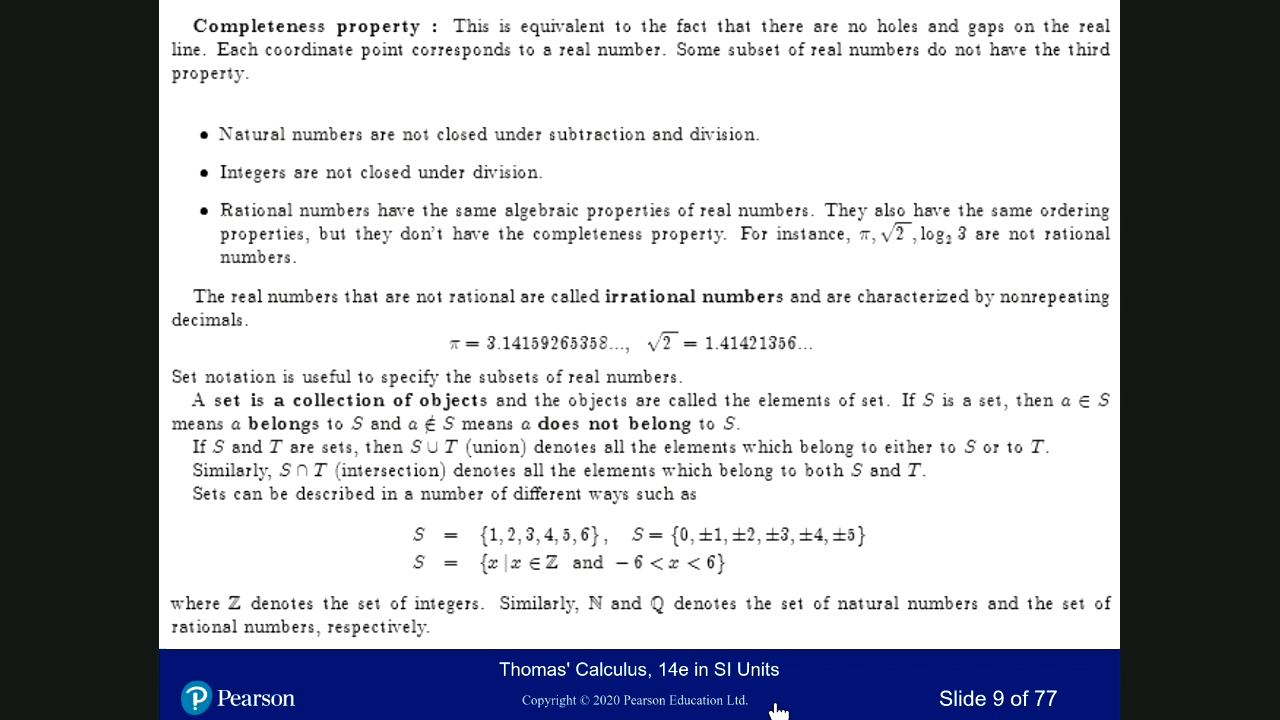 Completeness property : This is equivalent to the fact that there are no holes and gaps on the real
line. Each coordinate point corresponds to a real number. Some subset of real numbers do not have the third
property.
• Natural numbers are not closed under subtraction and division.
• Integers are not closed under division.
• Rational numbers have the same algebraic properties of real numbers. They also have the same ordering
properties, but they don't have the completeness property. For instance, π, √2, log₂ 3 are not rational
numbers.
The real numbers that are not rational are called irrational numbers and are characterized by nonrepeating
decimals.
π = 3.14159265358..., √2 = 1.41421356...
Set notation is useful to specify the subsets of real numbers.
A set is a collection of objects and the objects are called the elements of set. If S is a set, then a ∈ S
means a belongs to S and a ∉ S means a does not belong to S.
If S and T are sets, then S ∪ T (union) denotes all the elements which belong to either to S or to T.
Similarly, S ∩ T (intersection) denotes all the elements which belong to both S and T.
Sets can be described in a number of different ways such as
S = {1, 2, 3, 4, 5, 6}, S = {0, ±1, ±2, ±3, ±4, ±5}
S = {x | x ∈ ℤ and − 6 < x < 6}
where ℤ denotes the set of integers. Similarly, ℕ and ℚ denotes the set of natural numbers and the set of
rational numbers, respectively.
Thomas' Calculus, 14e in SI Units
P Pearson
Copyright © 2020 Pearson Education Ltd.
Slide 9 of 77